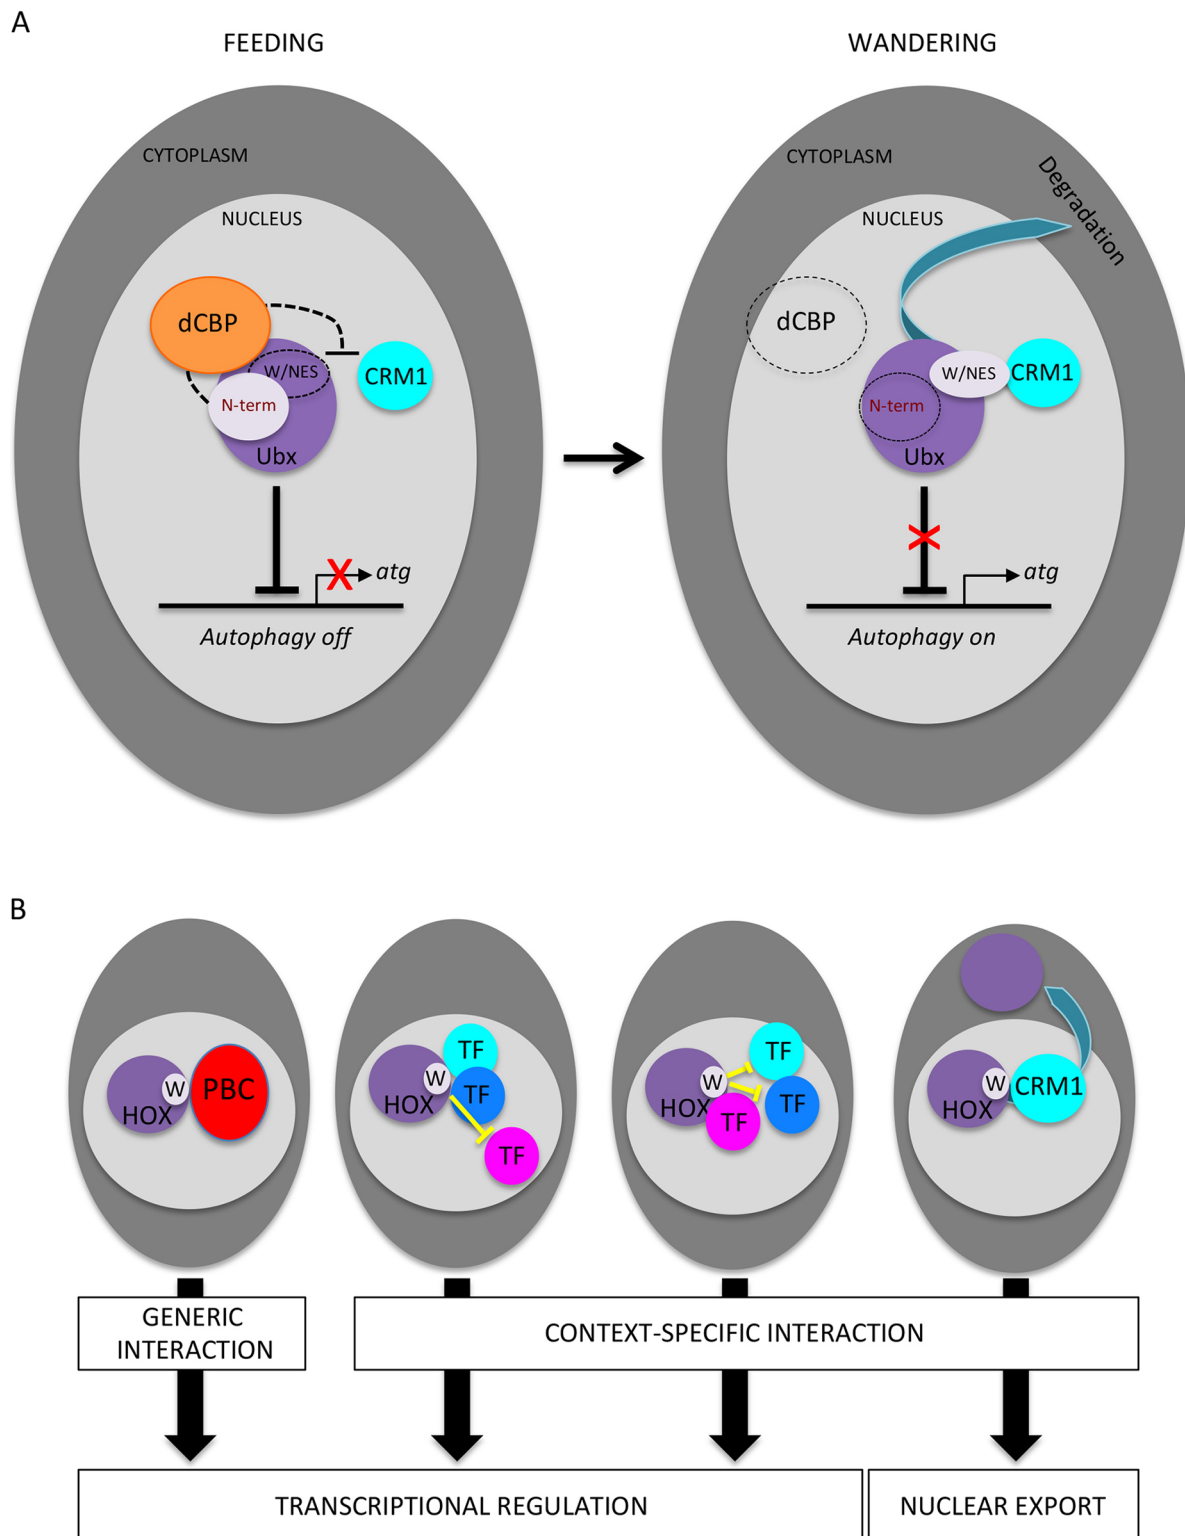 A
FEEDING
WANDERING
CYTOPLASM
NUCLEUS
dCBP
W/NES
CRM1
N-term
Ubx
X
atg
Autophagy off
CYTOPLASM
Degradation
NUCLEUS
dCBP
W/NES
CRM1
N-term
Ubx
X
atg
Autophagy on
B
W
PBC
HOX
TF
W
TF
HOX
TF
TF
W
TF
HOX
TF
W
CRM1
HOX
GENERIC
INTERACTION
CONTEXT-SPECIFIC INTERACTION
TRANSCRIPTIONAL REGULATION
NUCLEAR EXPORT